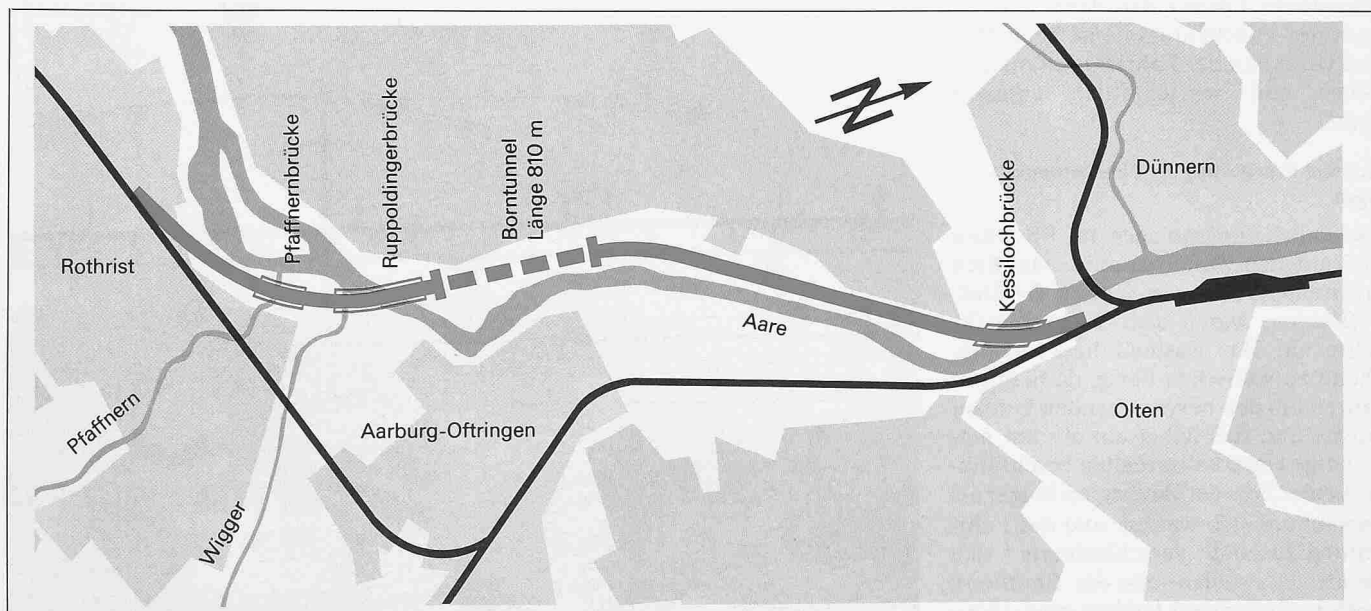 Rothrist
Pfaffnern
Wigger
Pfaffnernbrücke
Ruppoldingerbrücke
Borntunnel
Länge 810 m
Aarburg-Oftringen
Aare
N
Kessilochbrücke
Dünnern
Olten